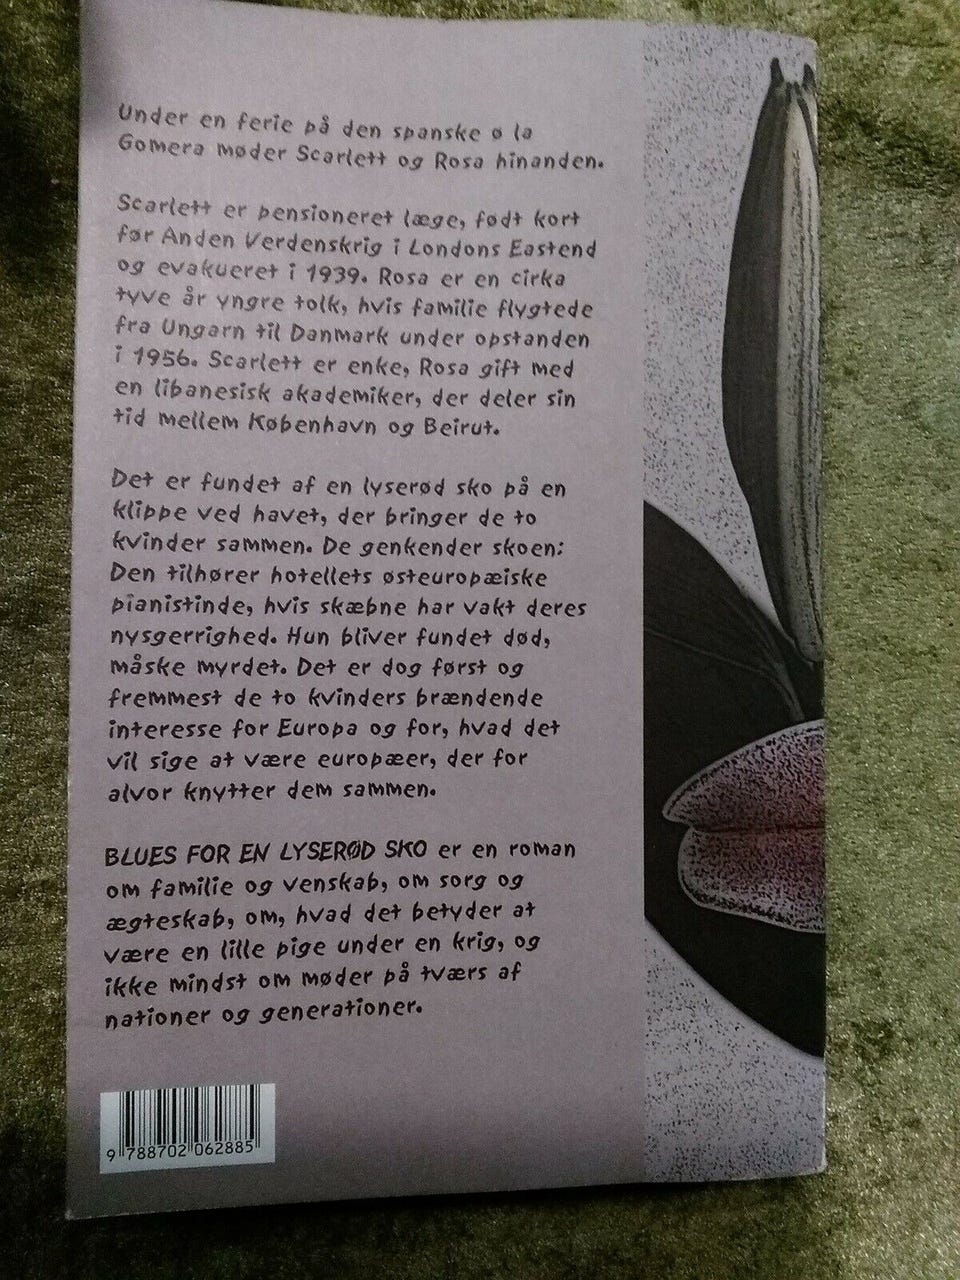 Under en ferie på den spanske ø la
Gomera møder Scarlett og Rosa hinanden.
Scarlett er pensioneret læge, født kort
før Anden Verdenskrig i Londons Eastend
og evakueret i 1939. Rosa er en cirka
tyve år yngre tolk, hvis familie flygtede
fra Ungarn til Danmark under opstanden
i 1956. Scarlett er enke, Rosa gift med
en libanesisk akademiker, der deler sin
tid mellem København og Beirut.
Det er fundet af en lyserød sko på en
klippe ved havet, der bringer de to
kvinder sammen. De genkender skoen:
Den tilhører hotellets østeuropæiske
pianistinde, hvis skæbne har vakt deres
nysgerrighed. Hun bliver fundet død,
måske myrdet. Det er dog først og
fremmest de to kvinders brændende
interesse for Europa og for, hvad det
vil sige at være europæer, der for
alvor knytter dem sammen.
BLUES FOR EN LYSERØD SKO er en roman
om familie og venskab, om sorg og
ægteskab, om, hvad det betyder at
være en lille pige under en krig, og
ikke mindst om møder på tværs af
nationer og generationer.
9 788702 062885